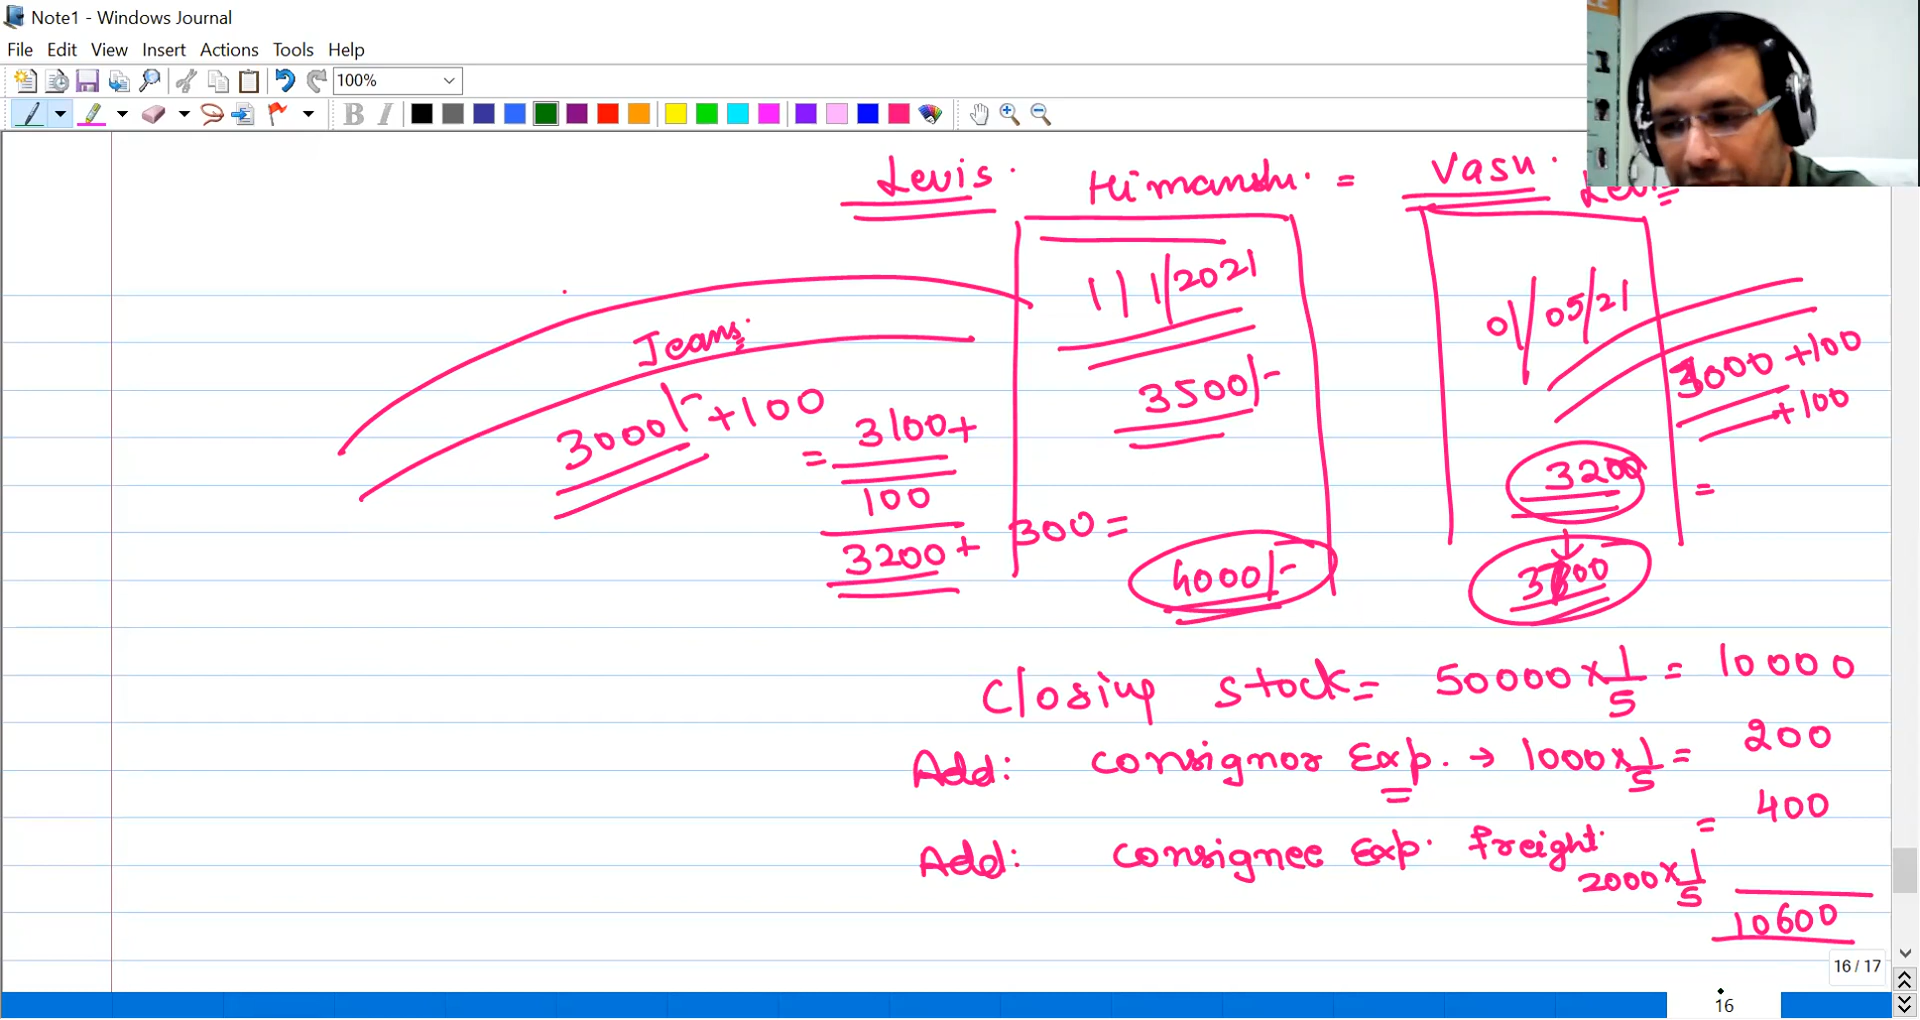 Note1 - Windows Journal
File Edit View Insert Actions Tools Help
100%
B I
Levis. Himanshu. = Vasu. Levis
1/1/2021
01/05/21
Jeans.
3000/- +100
= 3100+
100
3200+ 300=
3500/-
4000/-
3000 +100
+100
3200 =
Closing stock = 50000 x 1/5 = 10000
Add: consignor Exp. → 1000 x 1/5 = 200
Add: consignee Exp. freight. 2000 x 1/5 = 400
10600
16 / 17
16